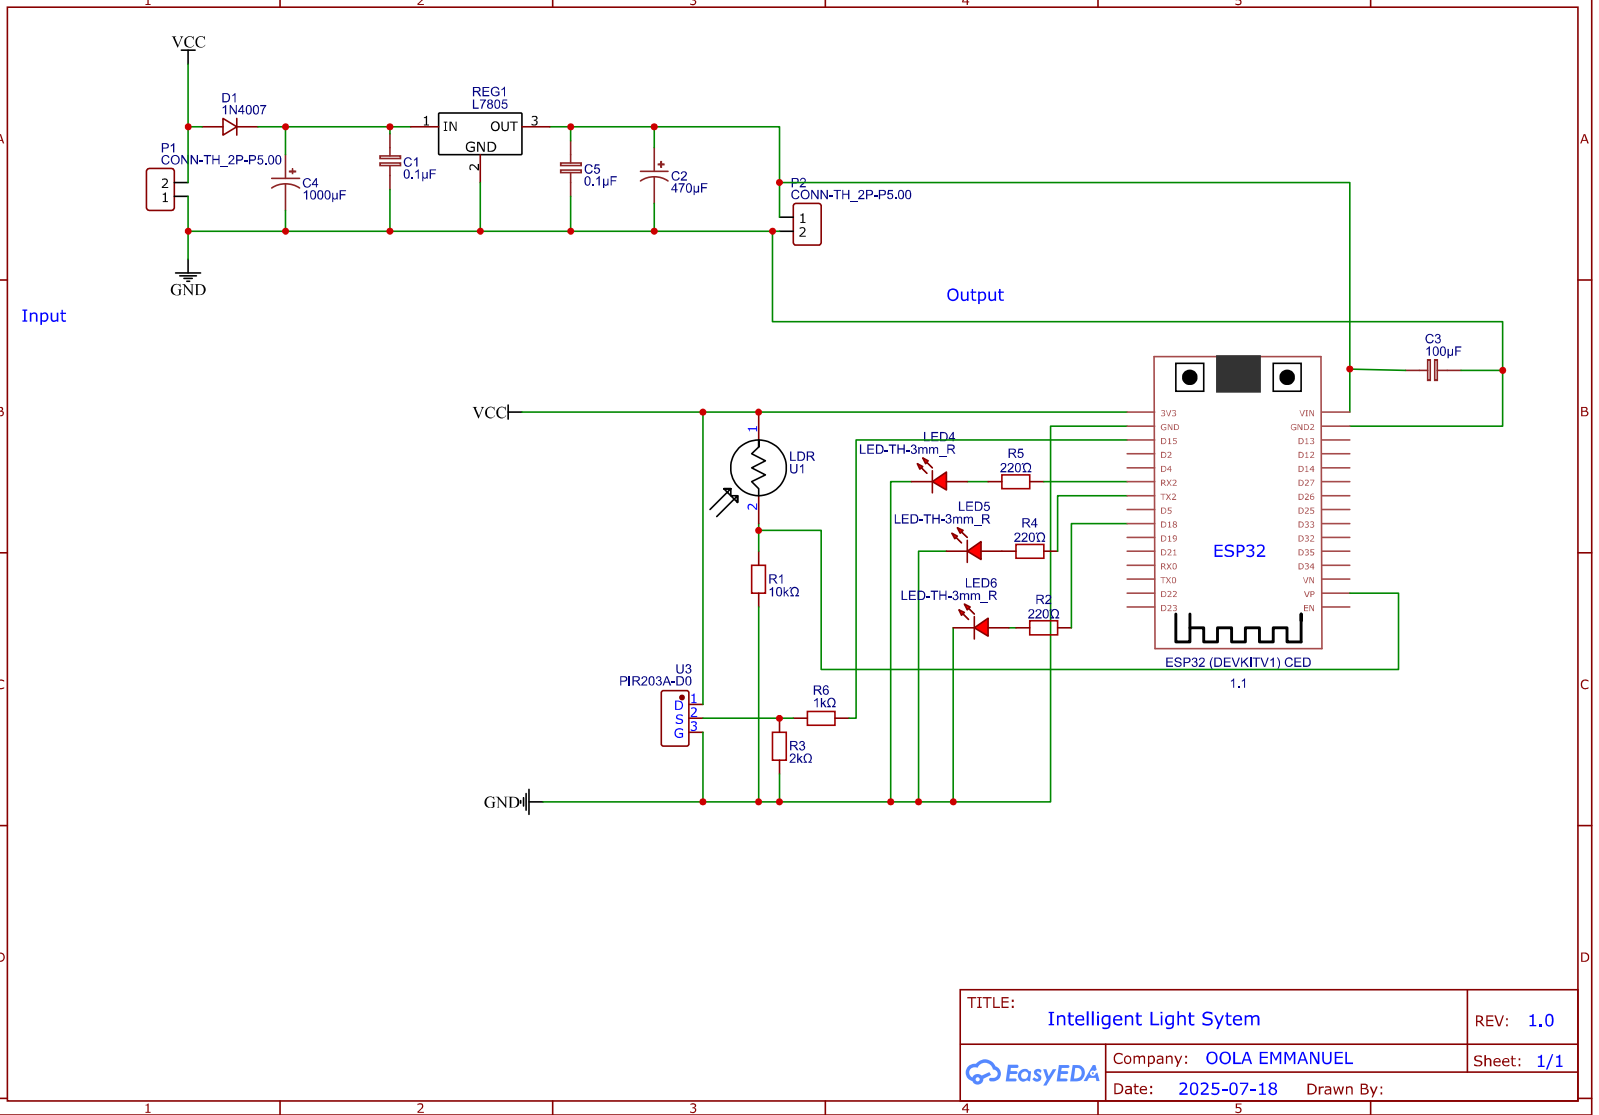 1 2 3 4 5
VCC
D1
1N4007
REG1
L7805
1 IN OUT 3
GND
2
P1
CONN-TH_2P-P5.00
2
1
C4
1000μF
C1
0.1μF
C5
0.1μF
C2
470μF
P2
CONN-TH_2P-P5.00
1
2
A
A
GND
Input
Output
C3
100μF
B
B
VCC
1
LDR
U1
2
LED4
LED-TH-3mm_R
R5
220Ω
LED5
LED-TH-3mm_R
R4
220Ω
LED6
LED-TH-3mm_R
R2
220Ω
R1
10kΩ
3V3
GND
D15
D2
D4
RX2
TX2
D5
D18
D19
D21
RX0
TX0
D22
D23
ESP32
VIN
GND2
D13
D12
D14
D27
D26
D25
D33
D32
D35
D34
VN
VP
EN
ESP32 (DEVKITV1) CED
1.1
U3
PIR203A-D0
D 1
S 2
G 3
R6
1kΩ
R3
2kΩ
C
C
GND
D
D
TITLE:
Intelligent Light Sytem
REV: 1.0
EasyEDA
Company: OOLA EMMANUEL
Sheet: 1/1
Date: 2025-07-18 Drawn By:
1 2 3 4 5